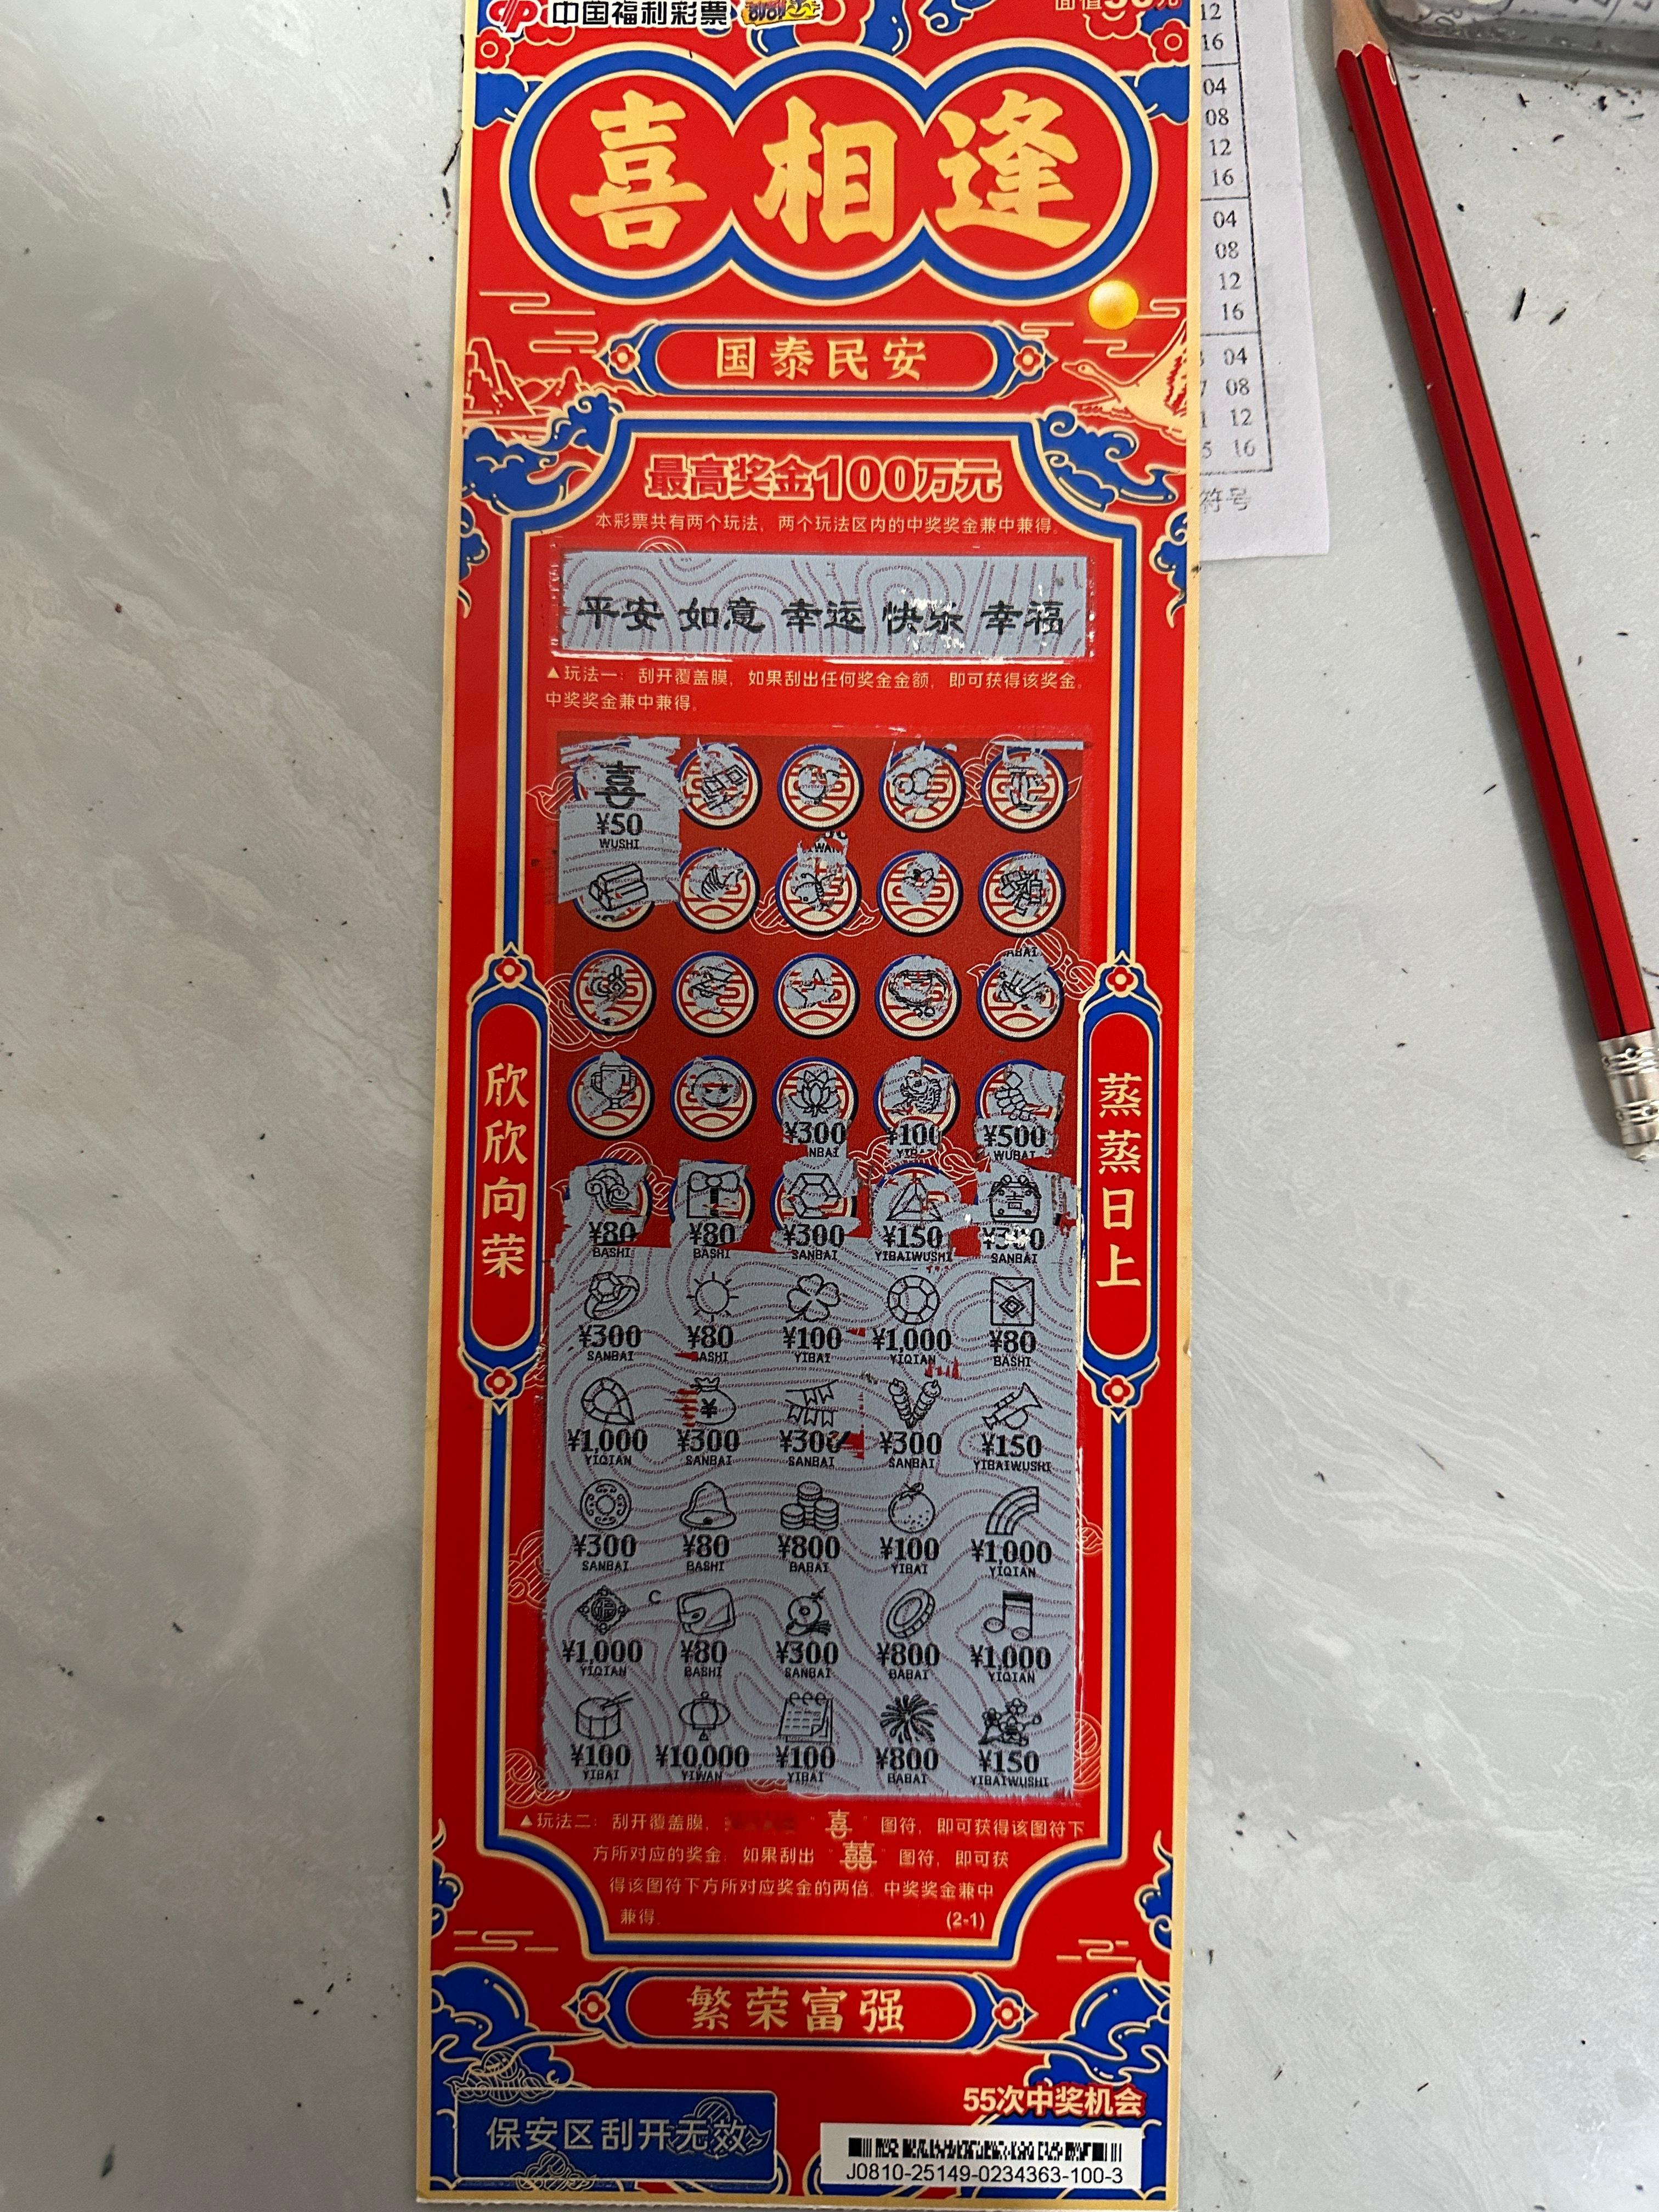 中国福利彩票 刮刮乐
喜相逢
国泰民安
最高奖金100万元
本彩票共有两个玩法，两个玩法区内的中奖奖金兼中兼得。
平安 如意 幸运 快乐 幸福
▲玩法一：刮开覆盖膜，如果刮出任何奖金金额，即可获得该奖金。
中奖奖金兼中兼得。
喜
¥50
WUSHI
¥300 ¥100 ¥500
WUBAI
吉
¥80 ¥80 ¥300 ¥150 ¥300
BASHI BASHI SANBAI YIBAIWUSHI SANBAI
¥300 ¥80 ¥100 ¥1,000 ¥80
SANBAI BASHI YIBAI YIQIAN BASHI
¥1,000 ¥300 ¥300 ¥300 ¥150
YIQIAN SANBAI SANBAI SANBAI YIBAIWUSHI
¥300 ¥80 ¥800 ¥100 ¥1,000
SANBAI BASHI BABAI YIBAI YIQIAN
¥1,000 ¥80 ¥300 ¥800 ¥1,000
YIQIAN BASHI SANBAI BABAI YIQIAN
¥100 ¥10,000 ¥100 ¥800 ¥150
YIBAI YIWAN YIBAI BABAI YIBAIWUSHI
▲玩法二：刮开覆盖膜， “喜”图符，即可获得该图符下
方所对应的奖金，如果刮出“囍”图符，即可获
得该图符下方所对应奖金的两倍。中奖奖金兼中
兼得。 (2-1)
欣欣向荣
蒸蒸日上
繁荣富强
55次中奖机会
保安区刮开无效
J0810-25149-0234363-100-3
12
16
04
08
12
16
04
08
12
16
04
08
12
16
符号